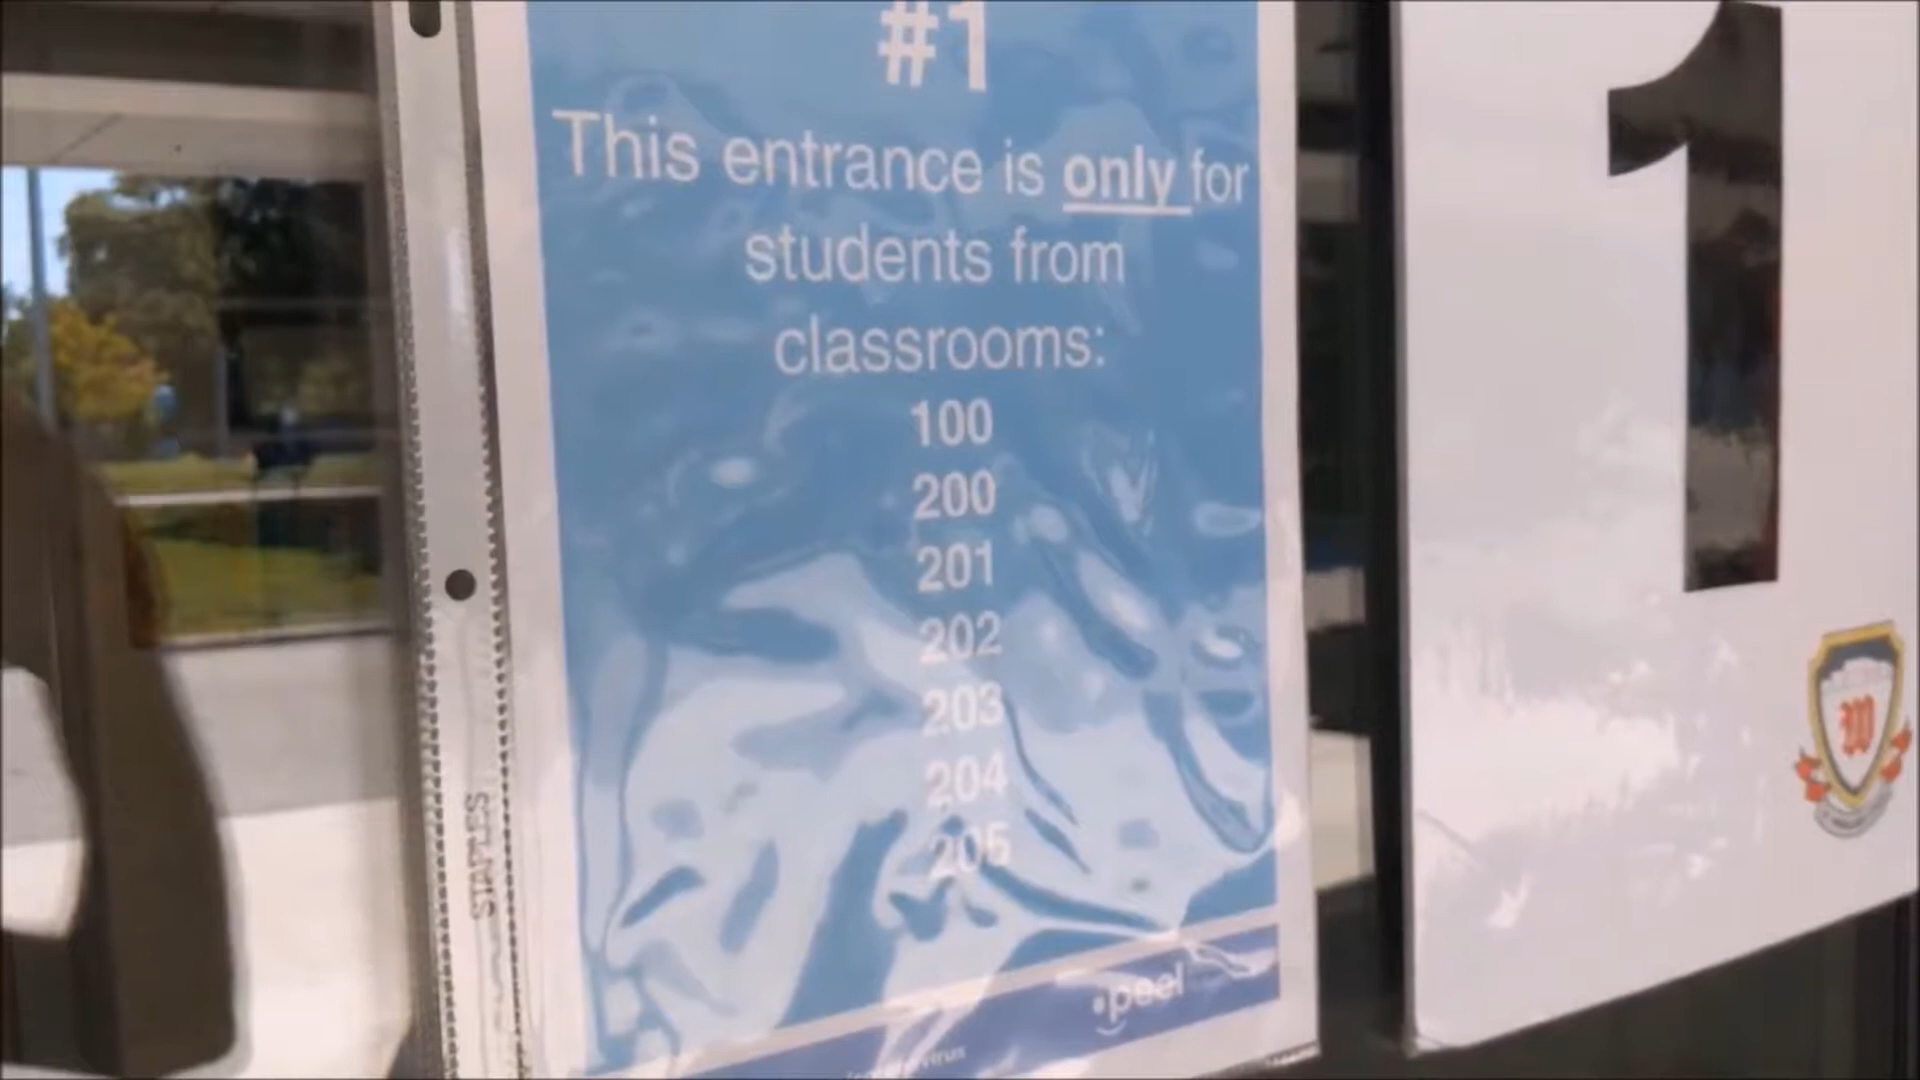 #1
This entrance is only for
students from
classrooms:
100
200
201
202
203
204
205
peel
STAPLES
1
W